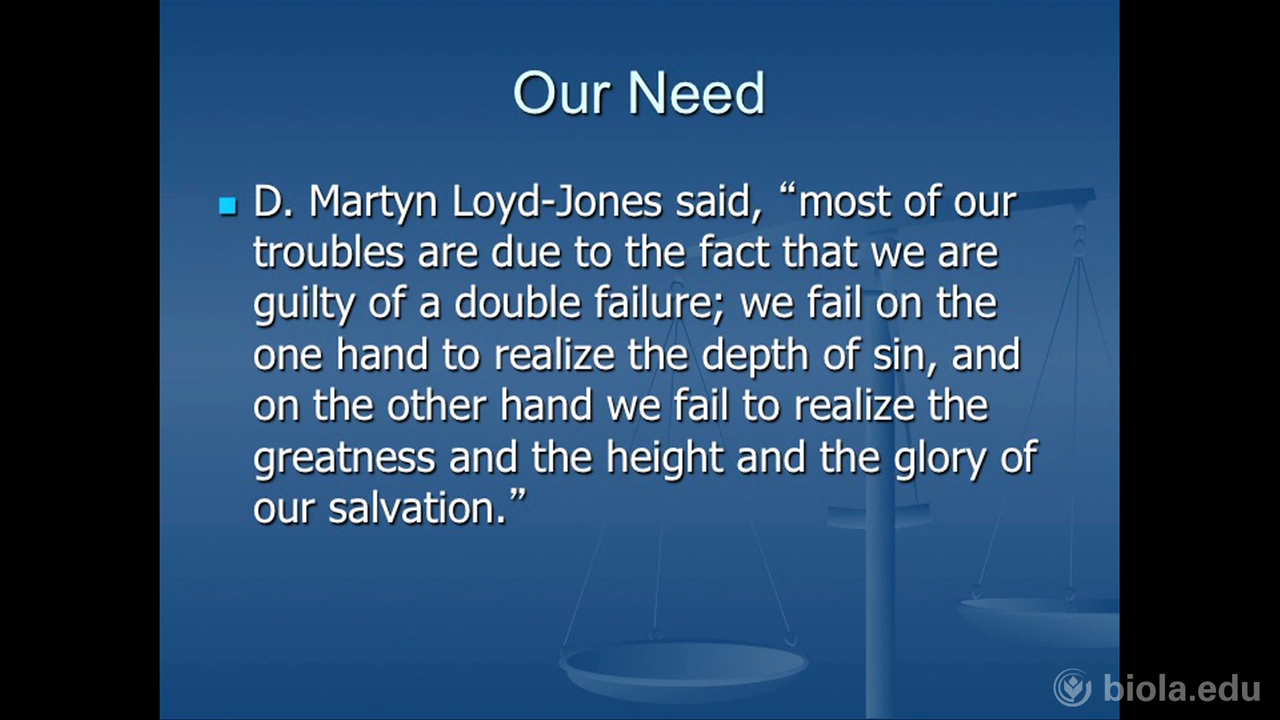 Our Need
D. Martyn Loyd-Jones said, “most of our
troubles are due to the fact that we are
guilty of a double failure; we fail on the
one hand to realize the depth of sin, and
on the other hand we fail to realize the
greatness and the height and the glory of
our salvation.”
biola.edu